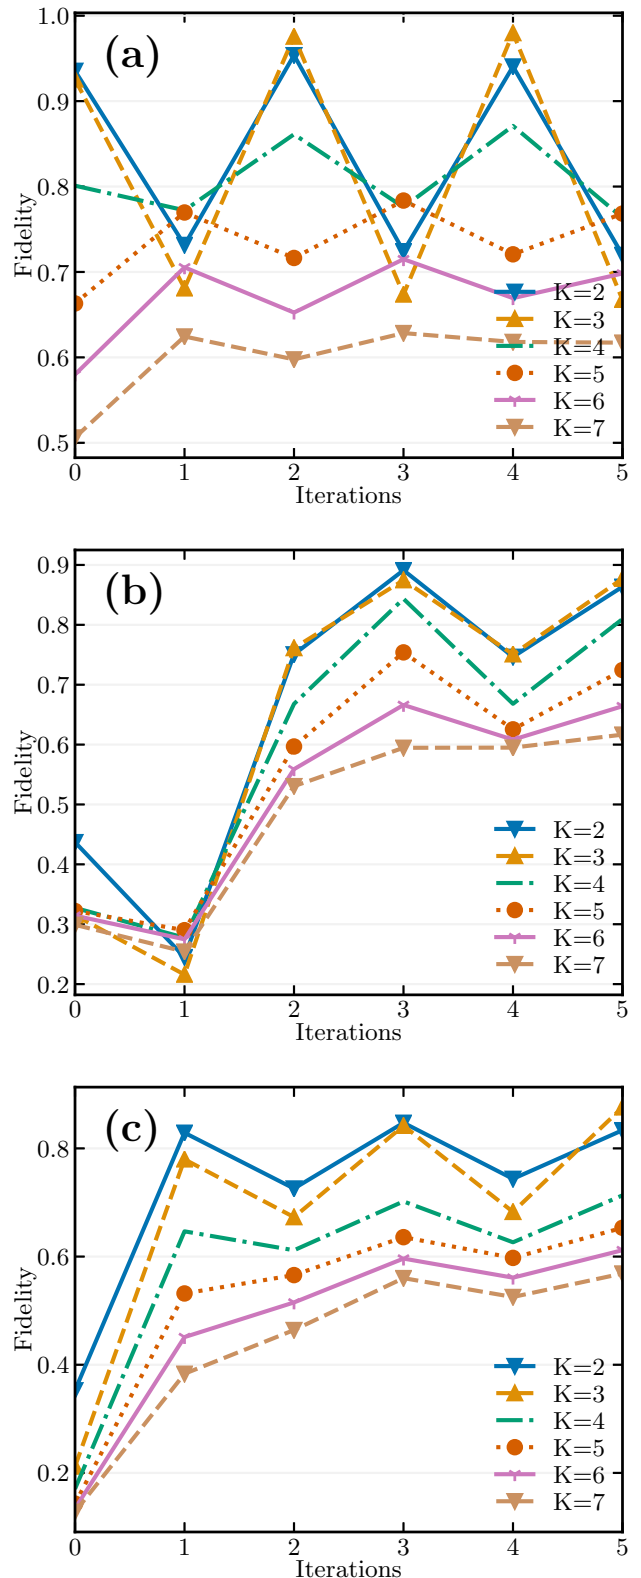 (a)
1.0
0.9
0.8
0.7
0.6
0.5
Fidelity
K=2
K=3
K=4
K=5
K=6
K=7
0 1 2 3 4 5
Iterations
(b)
0.9
0.8
0.7
0.6
0.5
0.4
0.3
0.2
Fidelity
K=2
K=3
K=4
K=5
K=6
K=7
0 1 2 3 4 5
Iterations
(c)
0.8
0.6
0.4
0.2
Fidelity
K=2
K=3
K=4
K=5
K=6
K=7
0 1 2 3 4 5
Iterations